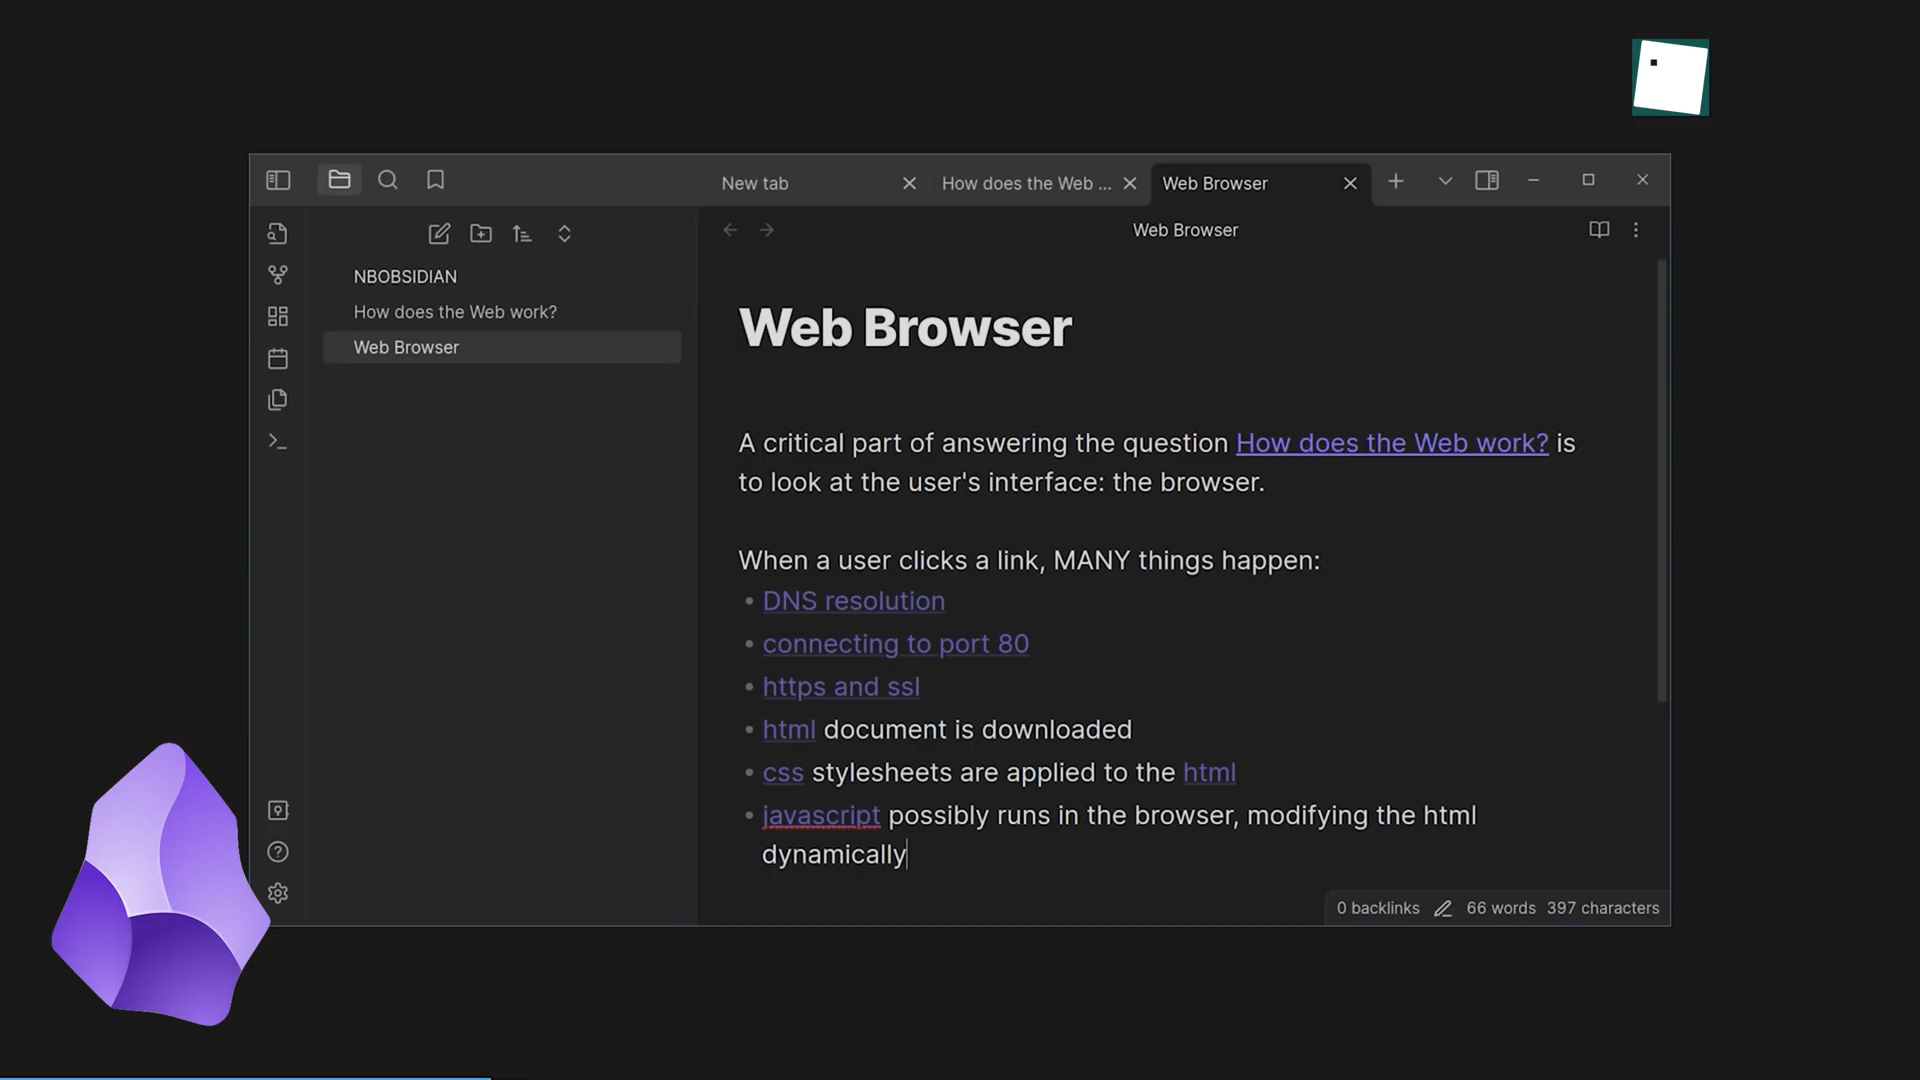 New tab
How does the Web ...
Web Browser
Web Browser
NBOBSIDIAN
How does the Web work?
Web Browser
Web Browser
A critical part of answering the question How does the Web work? is
to look at the user's interface: the browser.
When a user clicks a link, MANY things happen:
• DNS resolution
• connecting to port 80
• https and ssl
• html document is downloaded
• css stylesheets are applied to the html
• javascript possibly runs in the browser, modifying the html
dynamically
0 backlinks 66 words 397 characters